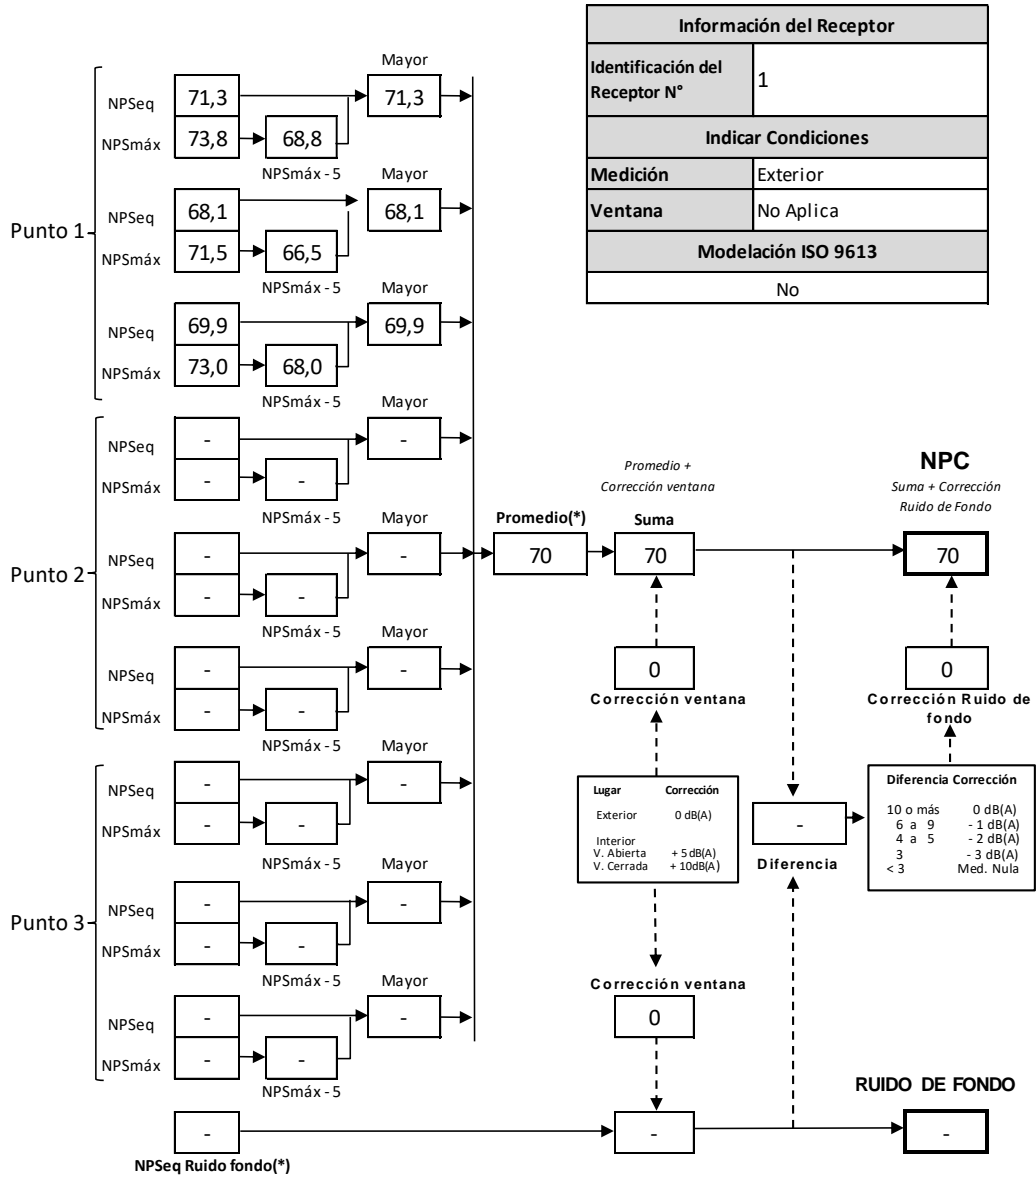 Información del Receptor
Identificación del Receptor N°
1
Indicar Condiciones
Medición
Exterior
Ventana
No Aplica
Modelación ISO 9613
No
Punto 1
Mayor
NPSeq
71,3
71,3
NPSmáx
73,8
68,8
NPSmáx - 5
Mayor
NPSeq
68,1
68,1
NPSmáx
71,5
66,5
NPSmáx - 5
Mayor
NPSeq
69,9
69,9
NPSmáx
73,0
68,0
NPSmáx - 5
Punto 2
Mayor
NPSeq
-
-
NPSmáx
-
-
NPSmáx - 5
Mayor
NPSeq
-
-
NPSmáx
-
-
NPSmáx - 5
Mayor
NPSeq
-
-
NPSmáx
-
-
NPSmáx - 5
Punto 3
Mayor
NPSeq
-
-
NPSmáx
-
-
NPSmáx - 5
Mayor
NPSeq
-
-
NPSmáx
-
-
NPSmáx - 5
Mayor
NPSeq
-
-
NPSmáx
-
-
NPSmáx - 5
-
NPSeq Ruido fondo(*)
Promedio(*)
70
Promedio +
Corrección ventana
Suma
70
0
Corrección ventana
Lugar Corrección
Exterior 0 dB(A)
Interior
V. Abierta + 5 dB(A)
V. Cerrada + 10dB(A)
Corrección ventana
0
-
NPC
Suma + Corrección
Ruido de Fondo
70
0
Corrección Ruido de
fondo
Diferencia Corrección
10 o más 0 dB(A)
6 a 9 - 1 dB(A)
4 a 5 - 2 dB(A)
3 - 3 dB(A)
< 3 Med. Nula
-
Diferencia
RUIDO DE FONDO
-